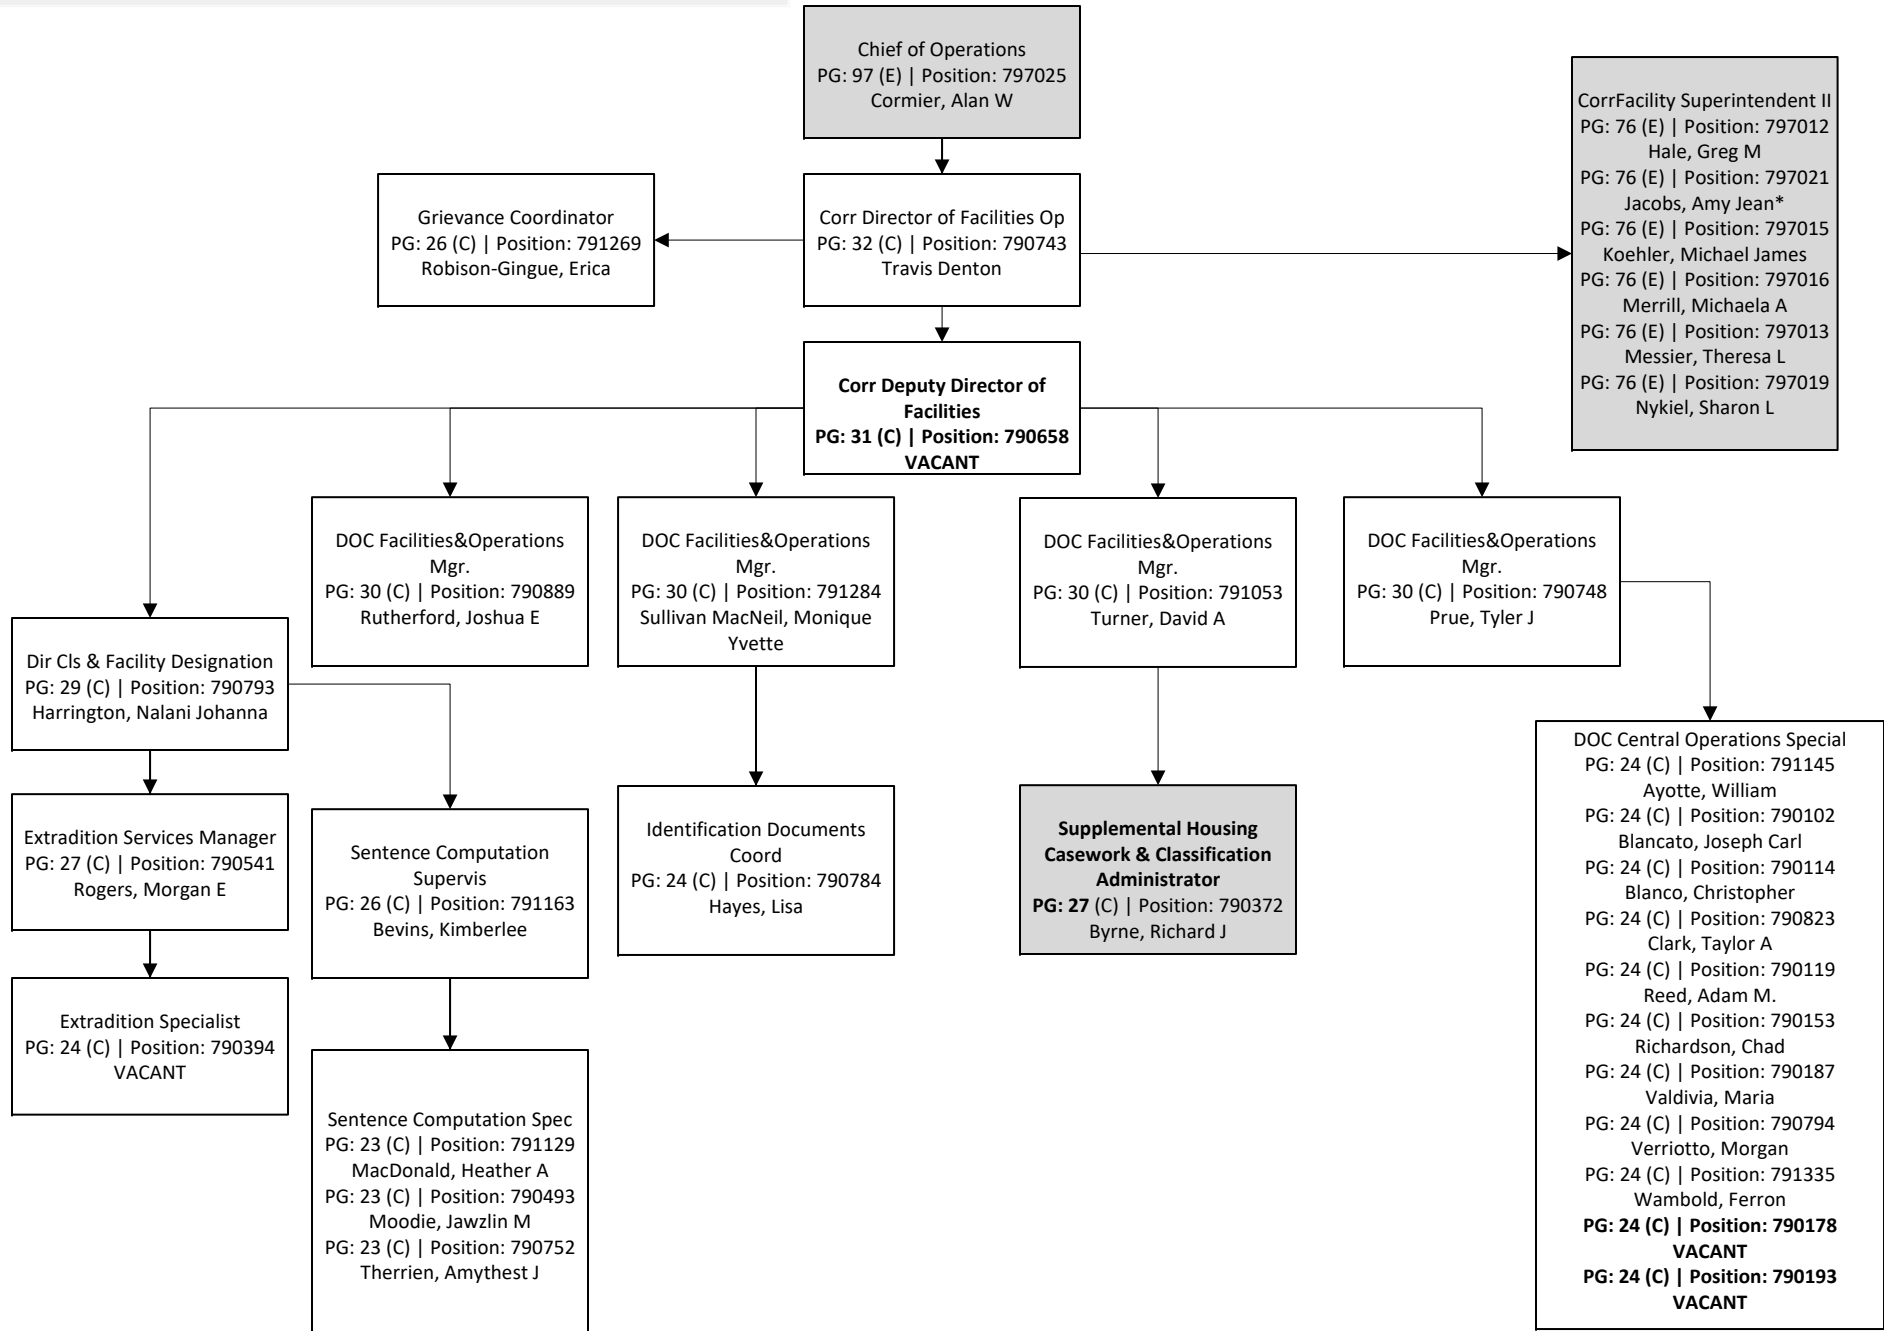 Chief of Operations
PG: 97 (E) | Position: 797025
Cormier, Alan W
CorrFacility Superintendent II
PG: 76 (E) | Position: 797012
Hale, Greg M
PG: 76 (E) | Position: 797021
Jacobs, Amy Jean*
PG: 76 (E) | Position: 797015
Koehler, Michael James
PG: 76 (E) | Position: 797016
Merrill, Michaela A
PG: 76 (E) | Position: 797013
Messier, Theresa L
PG: 76 (E) | Position: 797019
Nykiel, Sharon L
Grievance Coordinator
PG: 26 (C) | Position: 791269
Robison-Gingue, Erica
Corr Director of Facilities Op
PG: 32 (C) | Position: 790743
Travis Denton
Corr Deputy Director of
Facilities
PG: 31 (C) | Position: 790658
VACANT
DOC Facilities&Operations
Mgr.
PG: 30 (C) | Position: 790889
Rutherford, Joshua E
DOC Facilities&Operations
Mgr.
PG: 30 (C) | Position: 791284
Sullivan MacNeil, Monique
Yvette
DOC Facilities&Operations
Mgr.
PG: 30 (C) | Position: 791053
Turner, David A
DOC Facilities&Operations
Mgr.
PG: 30 (C) | Position: 790748
Prue, Tyler J
Dir Cls & Facility Designation
PG: 29 (C) | Position: 790793
Harrington, Nalani Johanna
Extradition Services Manager
PG: 27 (C) | Position: 790541
Rogers, Morgan E
Extradition Specialist
PG: 24 (C) | Position: 790394
VACANT
Sentence Computation
Supervis
PG: 26 (C) | Position: 791163
Bevins, Kimberlee
Sentence Computation Spec
PG: 23 (C) | Position: 791129
MacDonald, Heather A
PG: 23 (C) | Position: 790493
Moodie, Jawzlin M
PG: 23 (C) | Position: 790752
Therrien, Amythest J
Identification Documents
Coord
PG: 24 (C) | Position: 790784
Hayes, Lisa
Supplemental Housing
Casework & Classification
Administrator
PG: 27 (C) | Position: 790372
Byrne, Richard J
DOC Central Operations Special
PG: 24 (C) | Position: 791145
Ayotte, William
PG: 24 (C) | Position: 790102
Blancato, Joseph Carl
PG: 24 (C) | Position: 790114
Blanco, Christopher
PG: 24 (C) | Position: 790823
Clark, Taylor A
PG: 24 (C) | Position: 790119
Reed, Adam M.
PG: 24 (C) | Position: 790153
Richardson, Chad
PG: 24 (C) | Position: 790187
Valdivia, Maria
PG: 24 (C) | Position: 790794
Verriotto, Morgan
PG: 24 (C) | Position: 791335
Wambold, Ferron
PG: 24 (C) | Position: 790178
VACANT
PG: 24 (C) | Position: 790193
VACANT